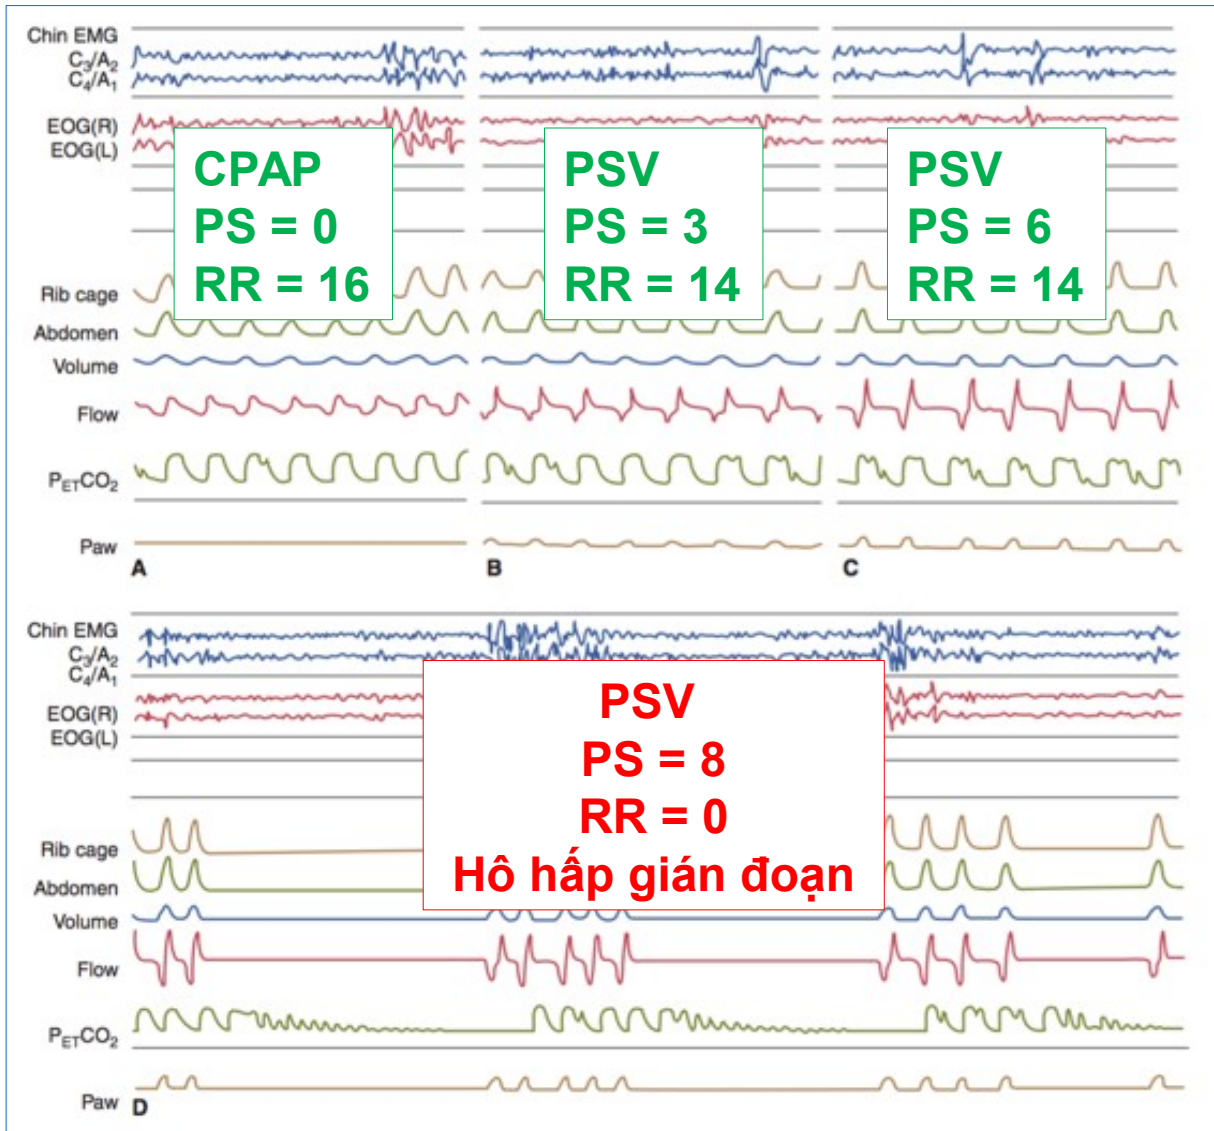 Chin EMG
C3/A2
C4/A1
EOG(R)
EOG(L)
CPAP
PS = 0
RR = 16
PSV
PS = 3
RR = 14
PSV
PS = 6
RR = 14
Rib cage
Abdomen
Volume
Flow
PETCO2
Paw
A
B
C
Chin EMG
C3/A2
C4/A1
EOG(R)
EOG(L)
PSV
PS = 8
RR = 0
Hô hấp gián đoạn
Rib cage
Abdomen
Volume
Flow
PETCO2
Paw
D